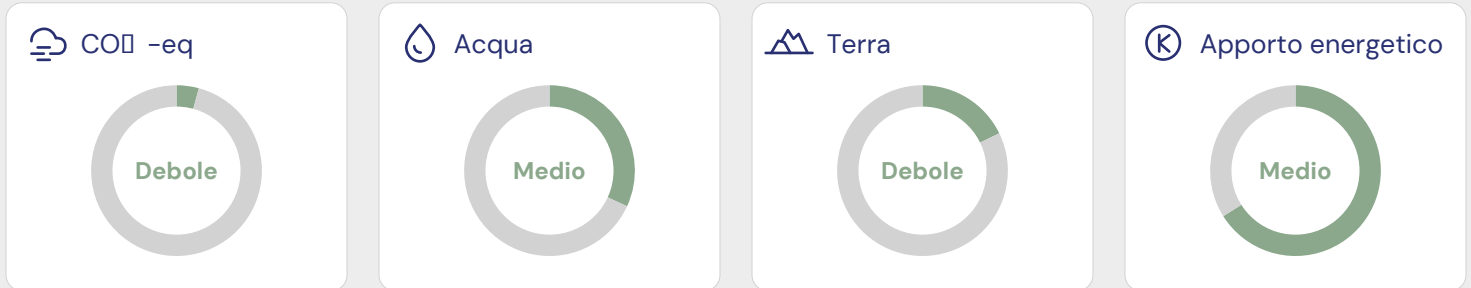 CO▯ -eq
Debole
Acqua
Medio
Terra
Debole
Apporto energetico
Medio